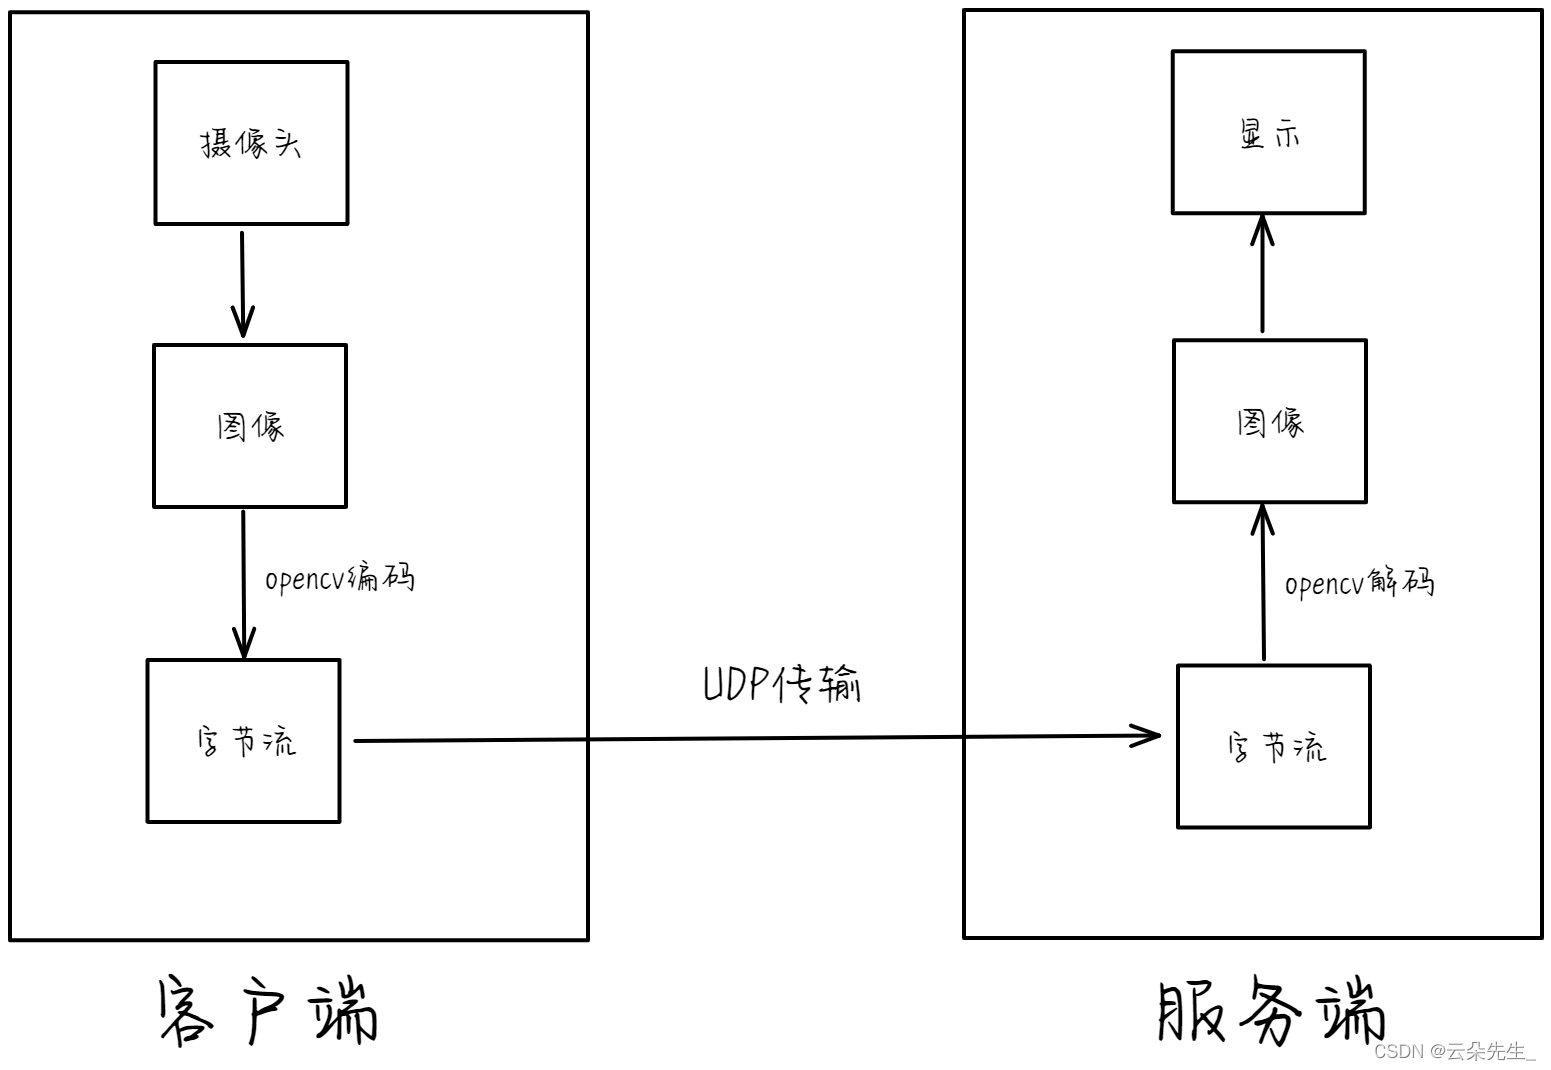 摄像头
图像
opencv编码
字节流
客户端
UDP传输
显示
图像
opencv解码
字节流
服务端
CSDN @云朵先生_